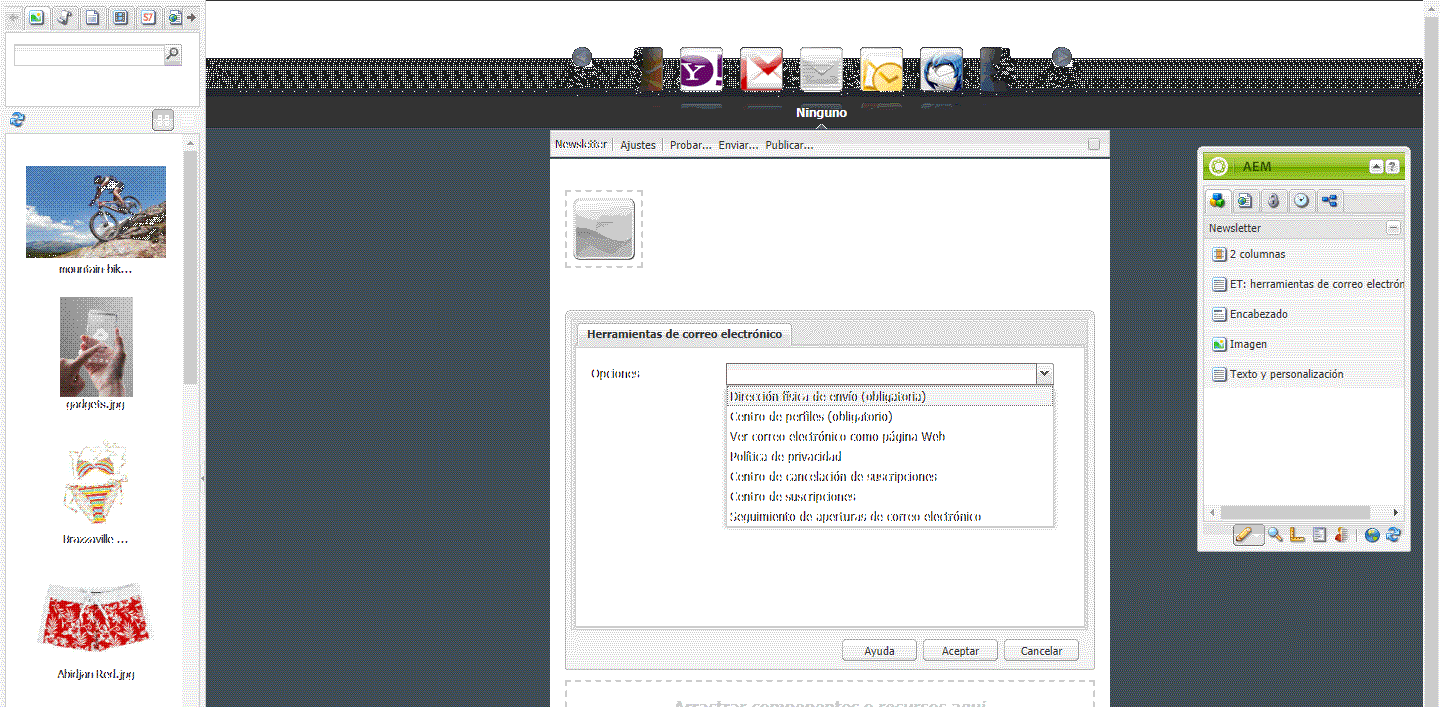 S7
Y!
Ninguno
Newsletter
Ajustes
Probar...
Enviar...
Publicar...
mountain-bik...
gadgets.jpg
Brazzaville ...
Abidjan Red.jpg
Herramientas de correo electrónico
Opciones
Dirección física de envío (obligatoria)
Centro de perfiles (obligatorio)
Ver correo electrónico como página Web
Política de privacidad
Centro de cancelación de suscripciones
Centro de suscripciones
Seguimiento de aperturas de correo electrónico
Ayuda
Aceptar
Cancelar
Arrastrar componentes o recursos aquí
AEM
?
Newsletter
2 columnas
ET: herramientas de correo electrón
Encabezado
Imagen
Texto y personalización